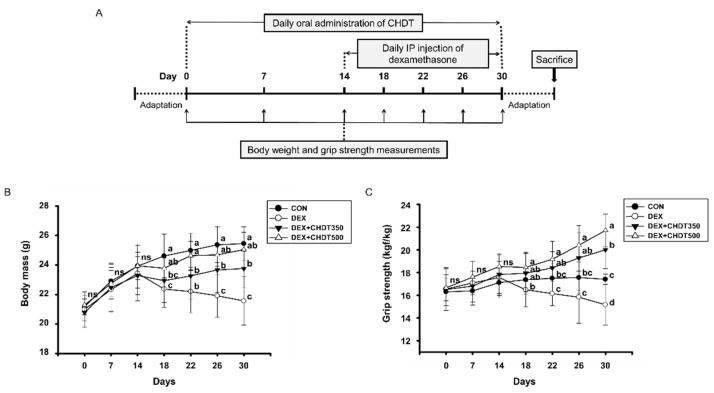 A
Daily oral administration of CHDT
Daily IP injection of
dexamethasone
Sacrifice
Day 0 7 14 18 22 26 30
Adaptation Adaptation
Body weight and grip strength measurements
B
CON
DEX
DEX+CHDT350
DEX+CHDT500
Body mass (g)
28
26
24
22
20
18
ns ns ns
a a a a
ab ab ab ab
bc b b b
c c c c
0 7 14 18 22 26 30
Days
C
CON
DEX
DEX+CHDT350
DEX+CHDT500
Grip strength (kgf/kg)
24
22
20
18
16
14
12
ns ns ns
a a a a
ab ab b b
ab bc c
b c c d
0 7 14 18 22 26 30
Days